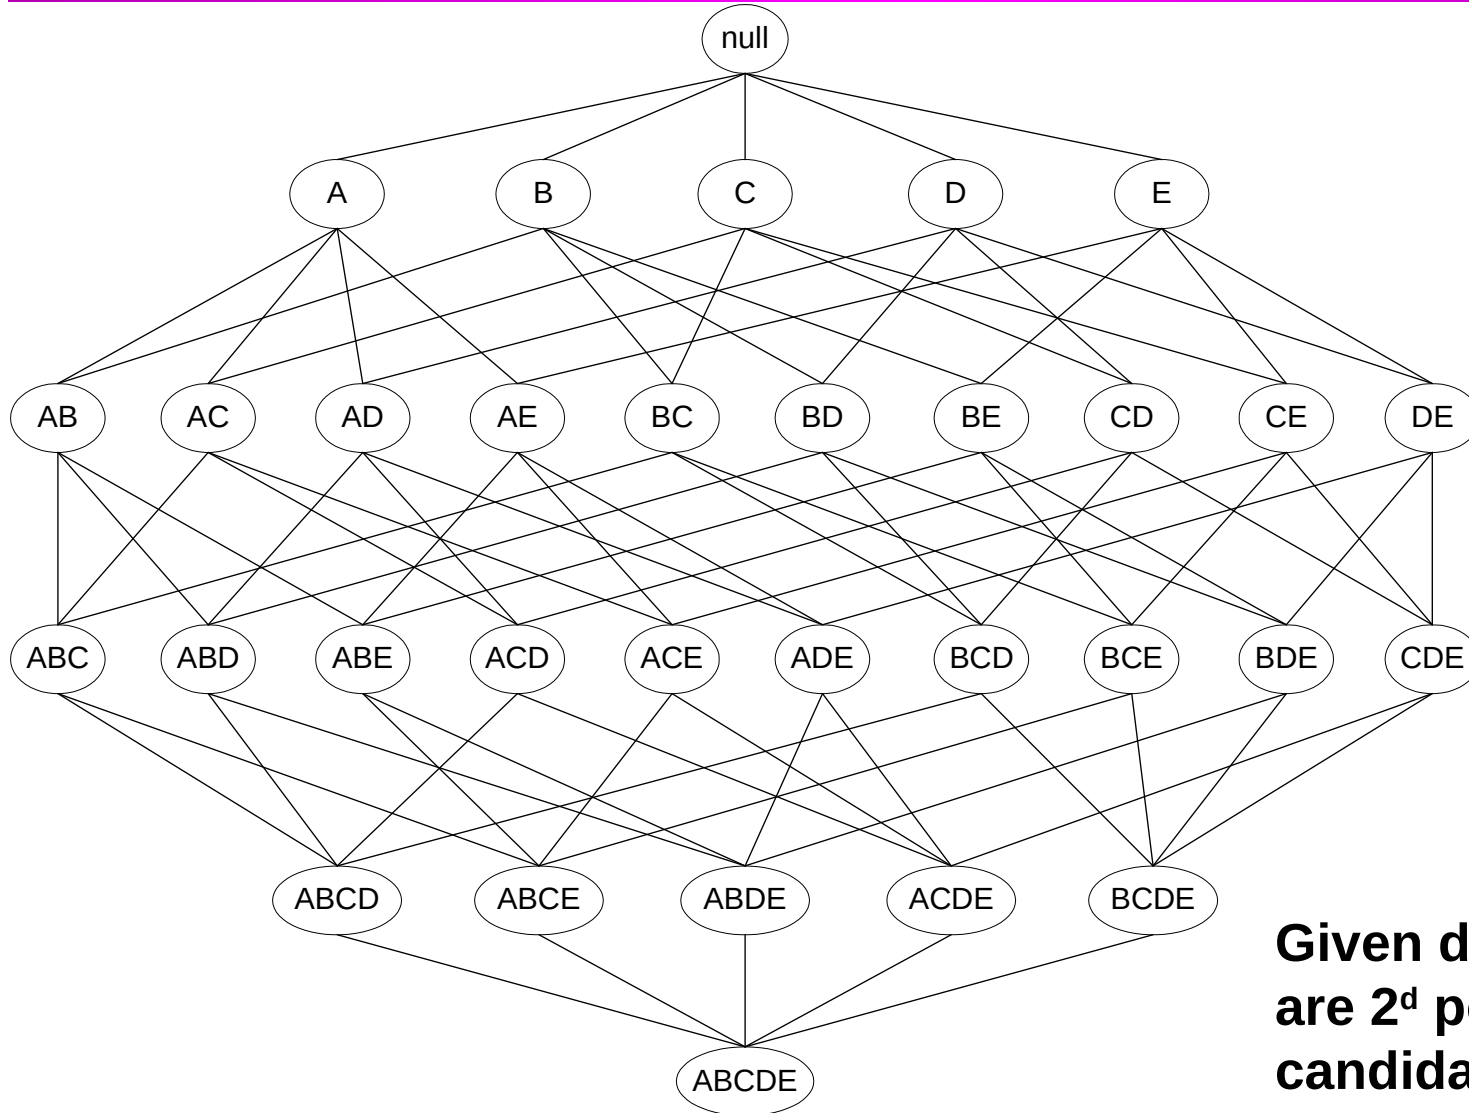 null
A B C D E
AB AC AD AE BC BD BE CD CE DE
ABC ABD ABE ACD ACE ADE BCD BCE BDE CDE
ABCD ABCE ABDE ACDE BCDE
Given d
are 2ᵈ
ABCDE